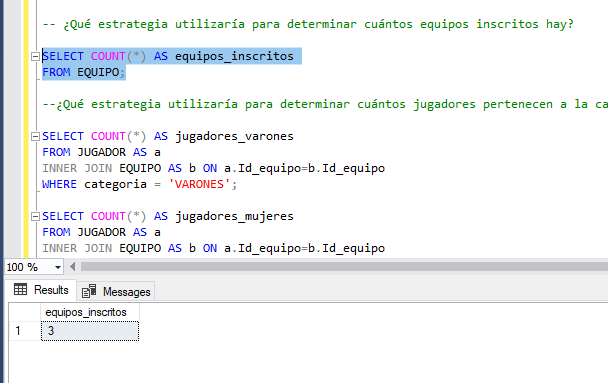 -- ¿Qué estrategia utilizaría para determinar cuántos equipos inscritos hay?
SELECT COUNT(*) AS equipos_inscritos
FROM EQUIPO;
--¿Qué estrategia utilizaría para determinar cuántos jugadores pertenecen a la ca
SELECT COUNT(*) AS jugadores_varones
FROM JUGADOR AS a
INNER JOIN EQUIPO AS b ON a.Id_equipo=b.Id_equipo
WHERE categoria = 'VARONES';
SELECT COUNT(*) AS jugadores_mujeres
FROM JUGADOR AS a
INNER JOIN EQUIPO AS b ON a.Id_equipo=b.Id_equipo
100 %
Results Messages
equipos_inscritos
1 3